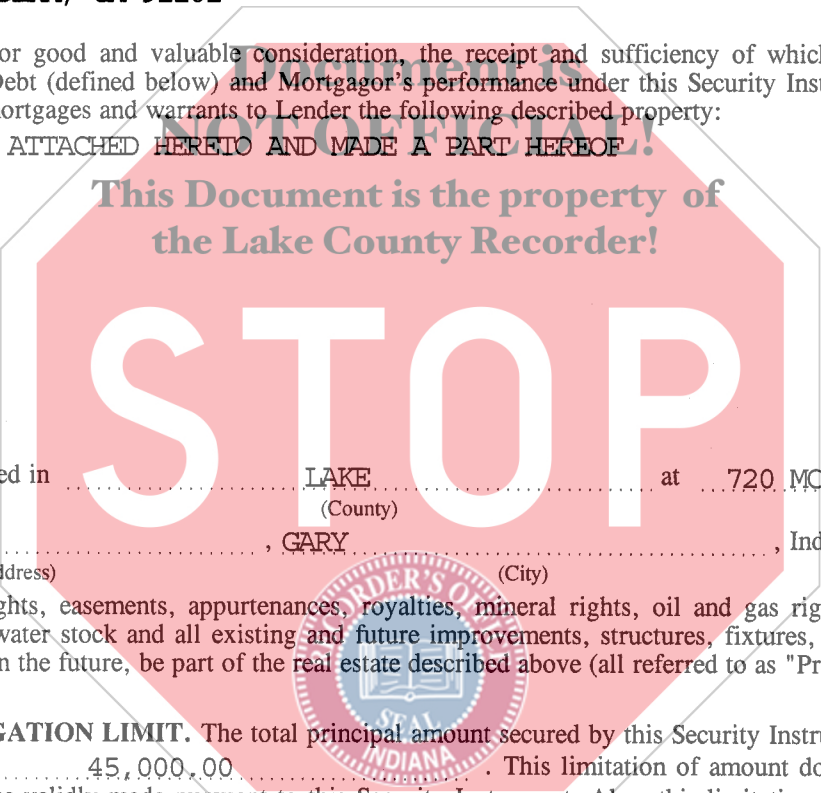 or good and valuable consideration, the receipt and sufficiency of which
Debt (defined below) and Mortgagor's performance under this Security Inst
ortgages and warrants to Lender the following described property:
ATTACHED HERETO AND MADE A PART HEREOF
Document is
NOT OFFICIAL!
This Document is the property of
the Lake County Recorder!
STOP
ed in LAKE at 720 MO
(County)
, GARY , Ind
ddress) (City)
ghts, easements, appurtenances, royalties, mineral rights, oil and gas rig
water stock and all existing and future improvements, structures, fixtures,
n the future, be part of the real estate described above (all referred to as "Pr
RECORDER'S OFFICE
SEAL
INDIANA
GATION LIMIT. The total principal amount secured by this Security Instr
45,000.00 . This limitation of amount do